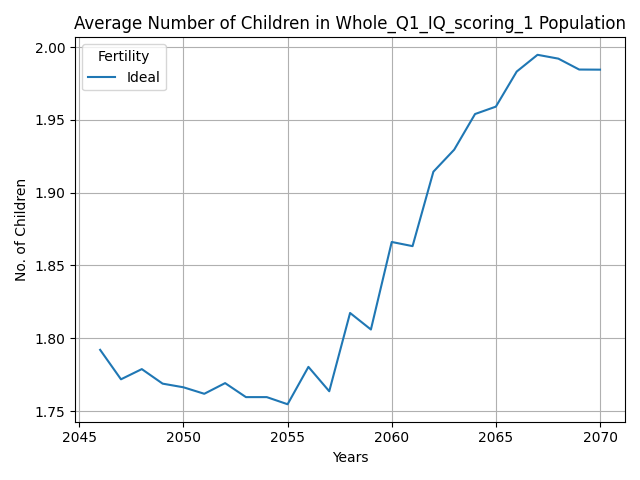 Average Number of Children in Whole_Q1_IQ_scoring_1 Population
Fertility
Ideal
No. of Children
2.00
1.95
1.90
1.85
1.80
1.75
2045 2050 2055 2060 2065 2070
Years